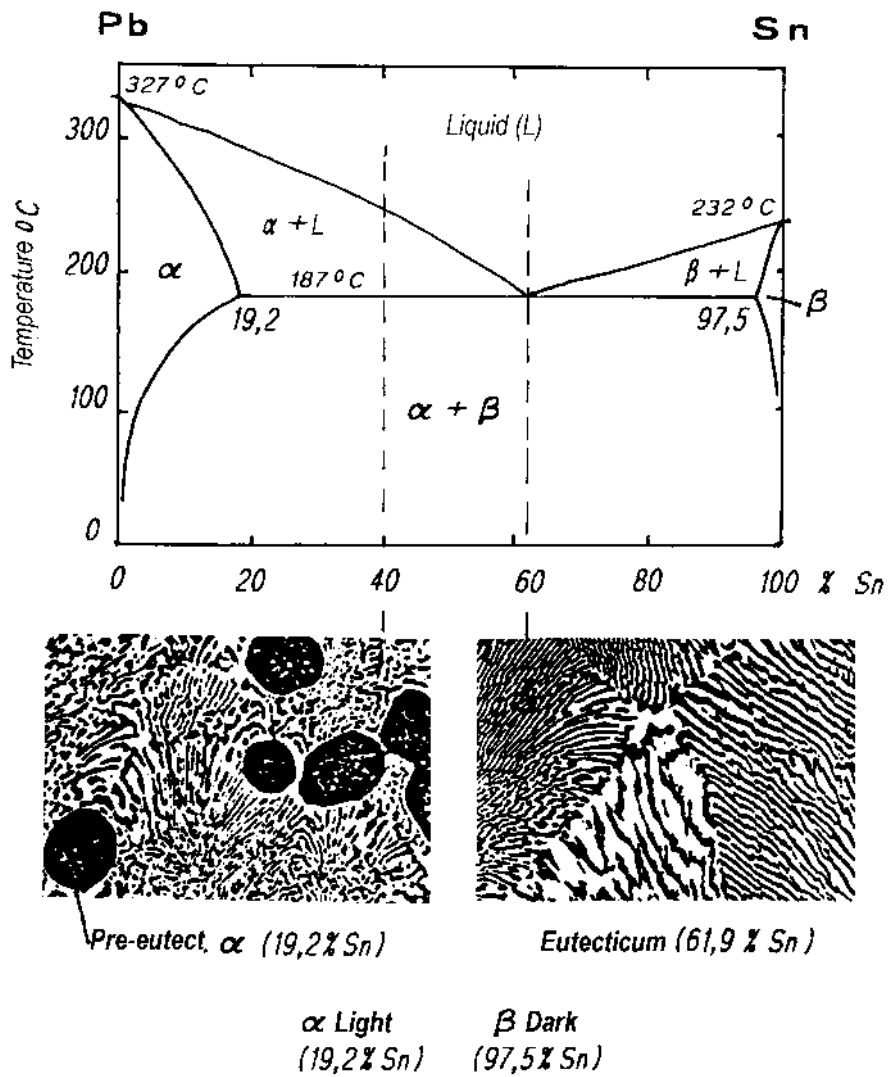 Pb Sn
327°C
300
Liquid (L)
α + L
232°C
Temperature °C
200
α
187°C
β + L
β
19,2
97,5
100
α + β
0
0 20 40 60 80 100 % Sn
Pre-eutect. α (19,2% Sn)
Eutecticum (61,9 % Sn)
α Light β Dark
(19,2% Sn) (97,5% Sn)